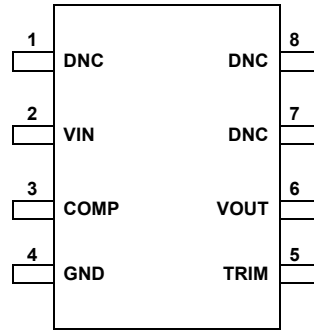 1 8
DNC DNC
2 7
VIN DNC
3 6
COMP VOUT
4 5
GND TRIM